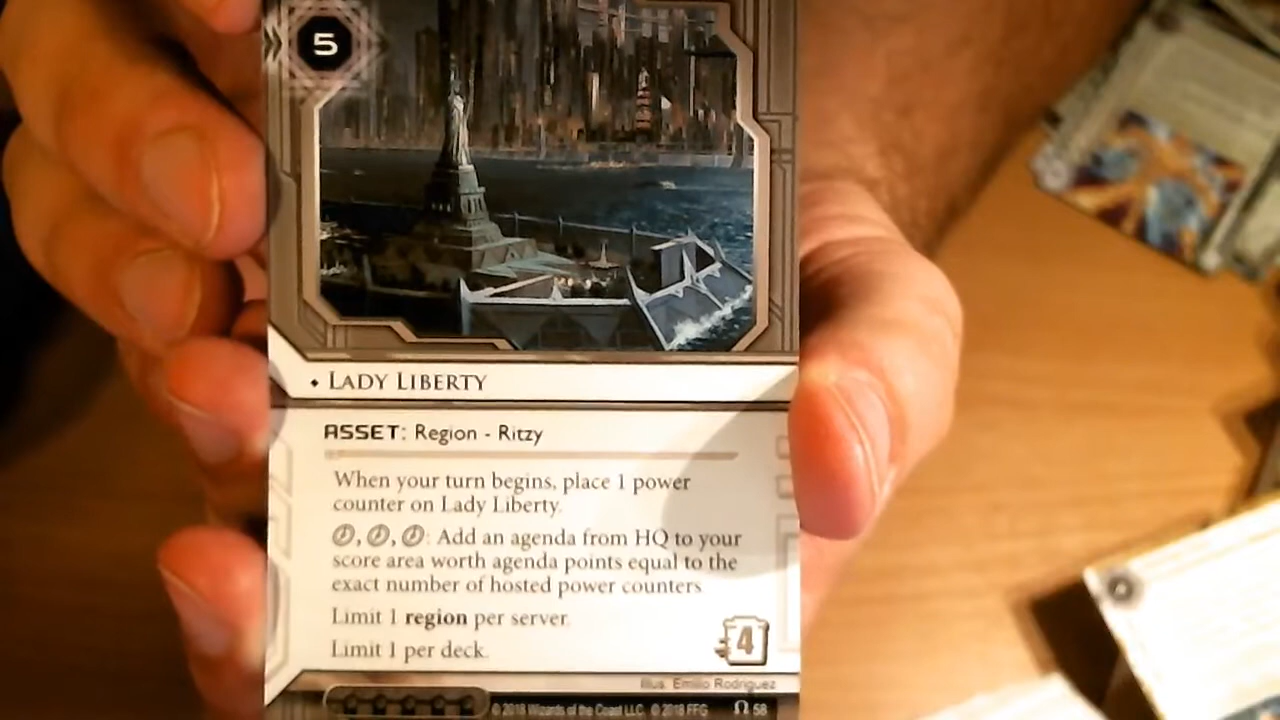 5
LADY LIBERTY
ASSET: Region - Ritzy
When your turn begins, place 1 power
counter on Lady Liberty.
: Add an agenda from HQ to your
score area worth agenda points equal to the
exact number of hosted power counters
Limit 1 region per server.
Limit 1 per deck.
4
Illus. Emilio Rodriguez
© 2018 Wizards of the Coast LLC. © 2018 FFG
58